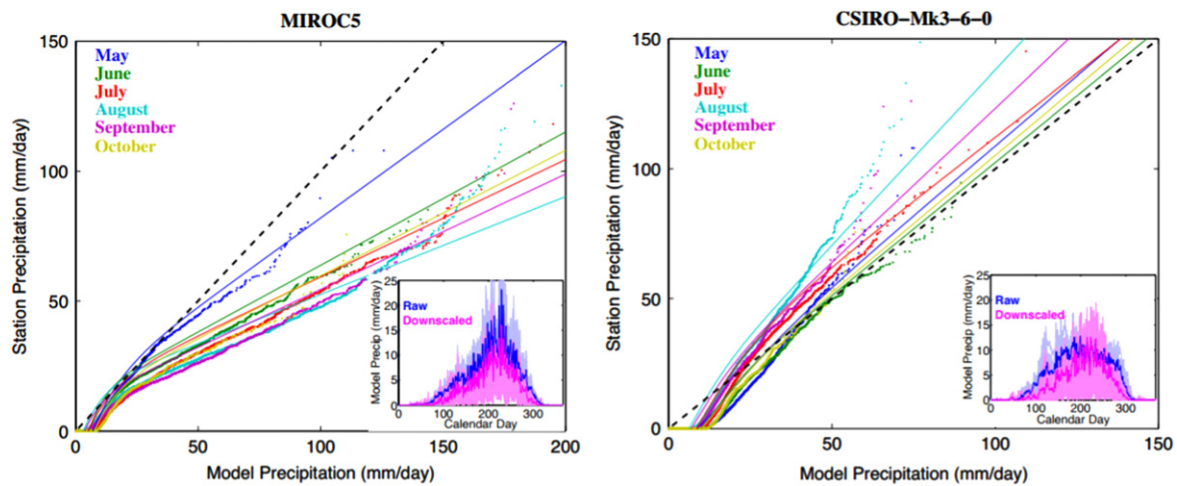 MIROC5
150
100
50
0
Station Precipitation (mm/day)
May
June
July
August
September
October
0
50
100
150
200
Model Precipitation (mm/day)
25
20
15
10
5
0
Model Precip (mm/day)
Raw
Downscaled
0
100
200
300
Calendar Day
CSIRO-Mk3-6-0
150
100
50
0
Station Precipitation (mm/day)
May
June
July
August
September
October
0
50
100
150
Model Precipitation (mm/day)
25
20
15
10
5
0
Model Precip (mm/day)
Raw
Downscaled
0
100
200
300
Calendar Day